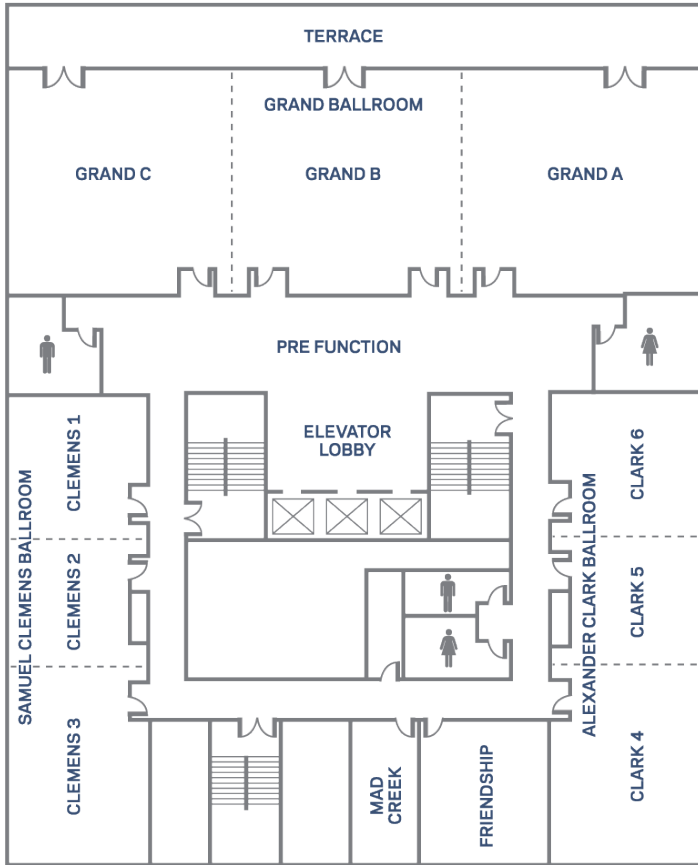 TERRACE
GRAND BALLROOM
GRAND C
GRAND B
GRAND A
PRE FUNCTION
ELEVATOR
LOBBY
SAMUEL CLEMENS BALLROOM
CLEMENS 1
CLEMENS 2
CLEMENS 3
ALEXANDER CLARK BALLROOM
CLARK 6
CLARK 5
CLARK 4
MAD
CREEK
FRIENDSHIP